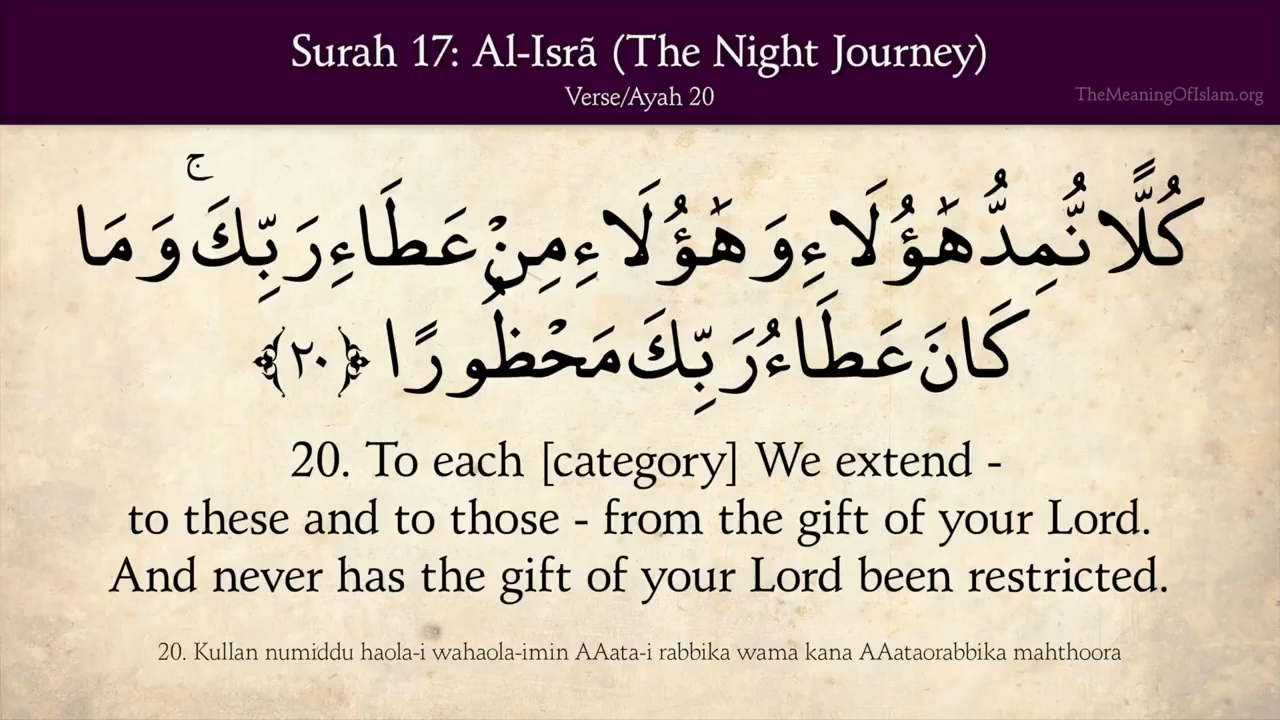 Surah 17: Al-Isrã (The Night Journey)
Verse/Ayah 20
TheMeaningOfIslam.org
كُلًّا نُّمِدُّ هَٰؤُلَاءِ وَهَٰؤُلَاءِ مِنْ عَطَاءِ رَبِّكَ ۚ وَمَا
كَانَ عَطَاءُ رَبِّكَ مَحْظُورًا ﴿٢٠﴾
20. To each [category] We extend -
to these and to those - from the gift of your Lord.
And never has the gift of your Lord been restricted.
20. Kullan numiddu haola-i wahaola-imin AAata-i rabbika wama kana AAataorabbika mahthoora